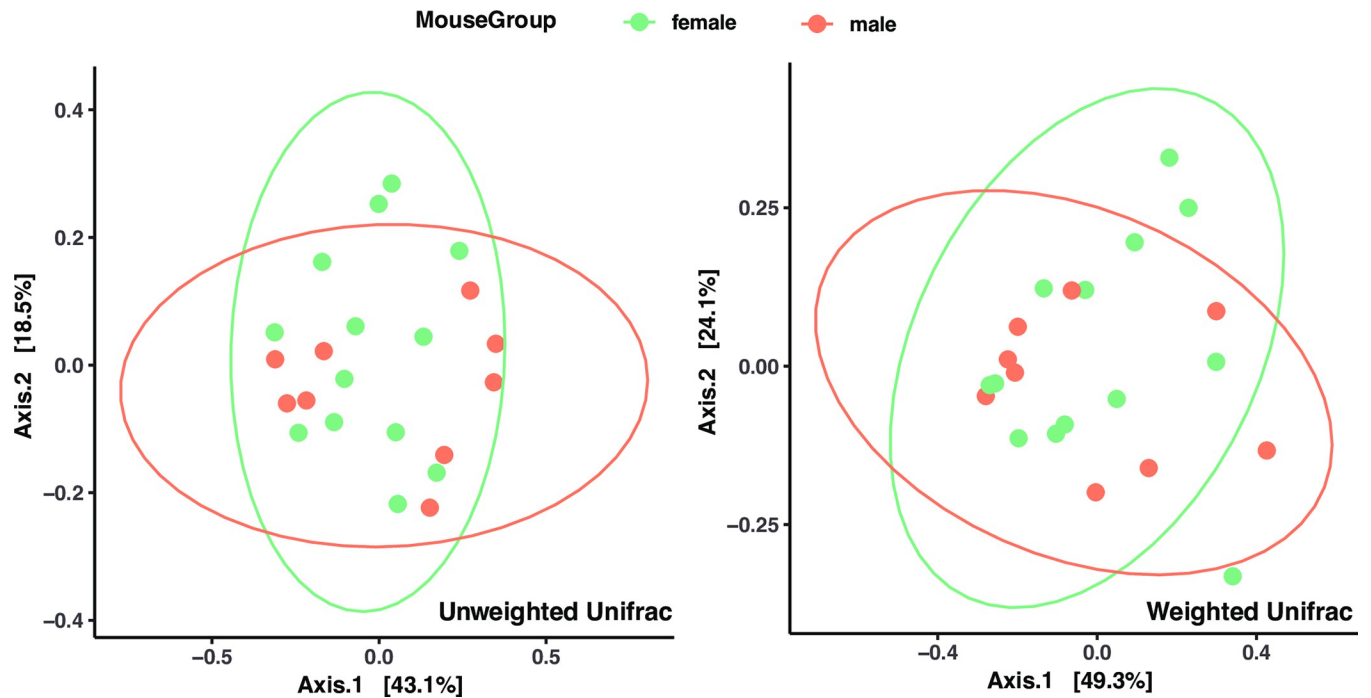 MouseGroup female male
0.4
0.2
0.0
−0.2
−0.4
Axis.2 [18.5%]
Unweighted Unifrac
−0.5 0.0 0.5
Axis.1 [43.1%]
0.25
0.00
−0.25
Axis.2 [24.1%]
Weighted Unifrac
−0.4 0.0 0.4
Axis.1 [49.3%]